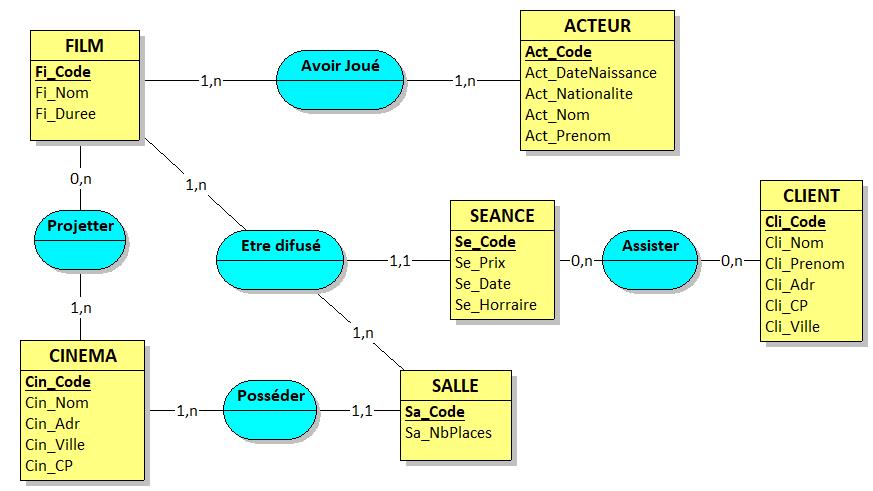 FILM
Fi_Code
Fi_Nom
Fi_Duree
1,n
Avoir Joué
1,n
ACTEUR
Act_Code
Act_DateNaissance
Act_Nationalite
Act_Nom
Act_Prenom
0,n
1,n
Projetter
Etre difusé
1,1
SEANCE
Se_Code
Se_Prix
Se_Date
Se_Horraire
0,n
Assister
0,n
CLIENT
Cli_Code
Cli_Nom
Cli_Prenom
Cli_Adr
Cli_CP
Cli_Ville
1,n
1,n
CINEMA
Cin_Code
Cin_Nom
Cin_Adr
Cin_Ville
Cin_CP
1,n
Posséder
1,1
SALLE
Sa_Code
Sa_NbPlaces